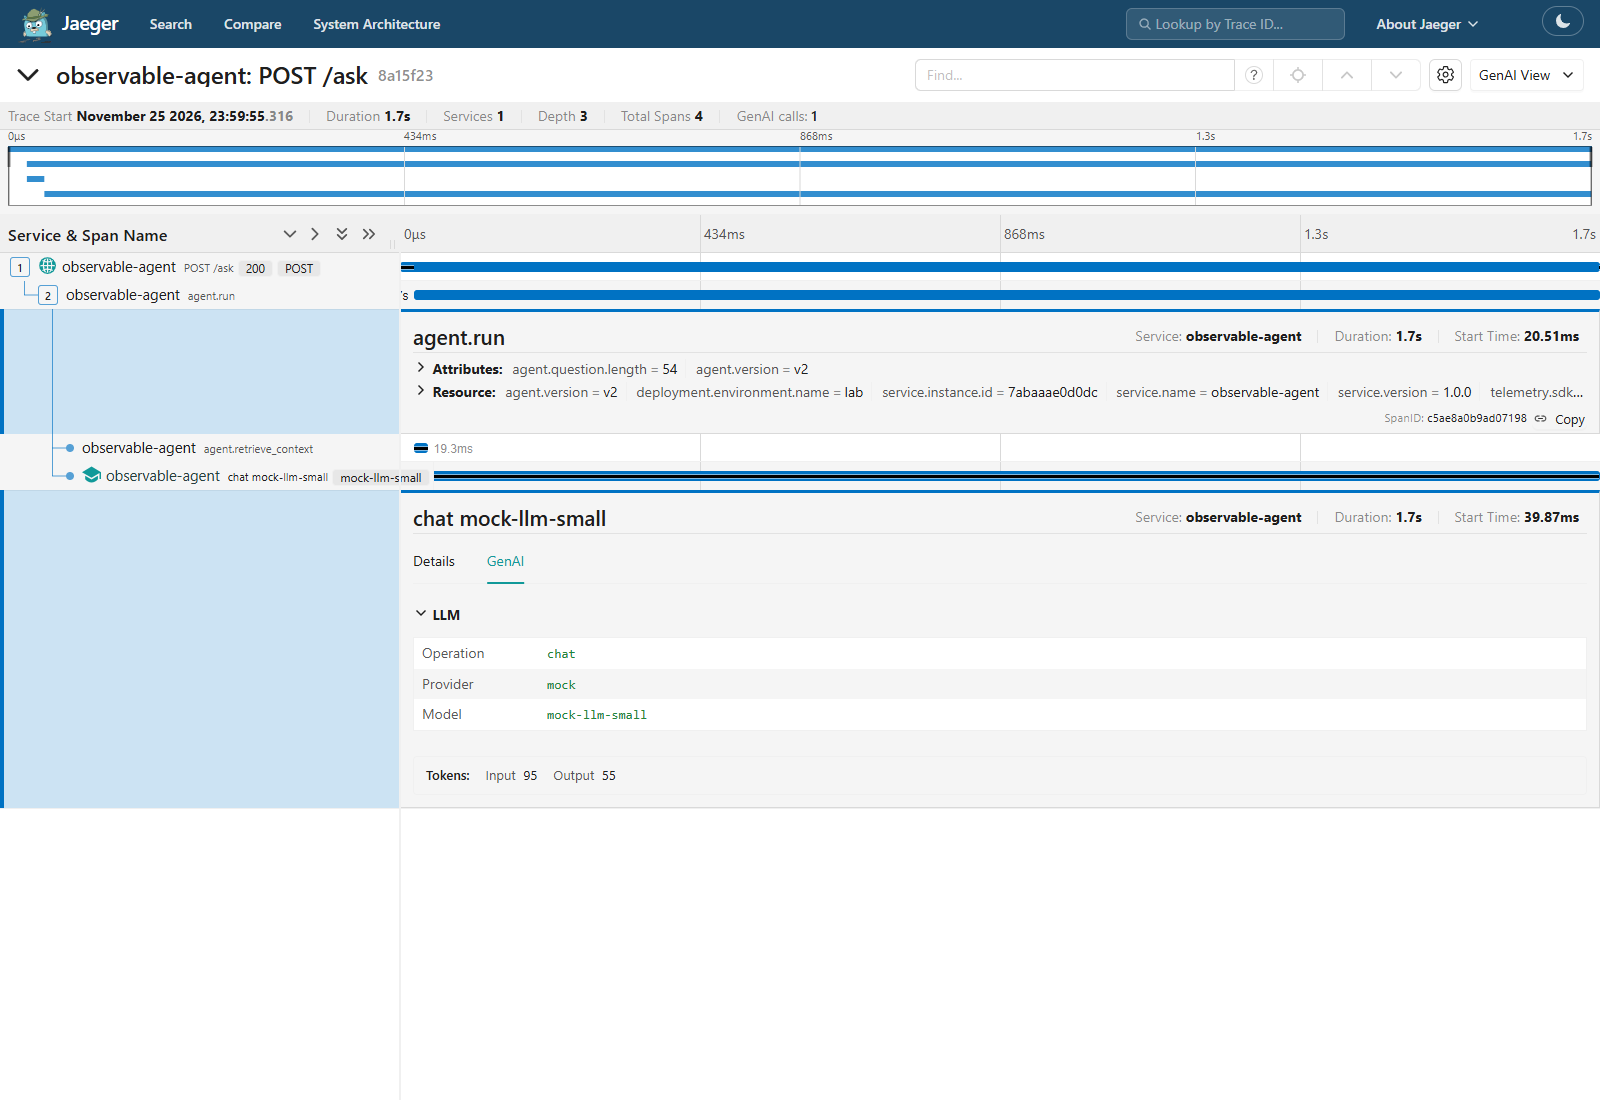 Jaeger Search Compare System Architecture Lookup by Trace ID... About Jaeger
observable-agent: POST /ask 8a15f23 Find... ? GenAI View
Trace Start November 25 2026, 23:59:55.316 Duration 1.7s Services 1 Depth 3 Total Spans 4 GenAI calls: 1
0μs 434ms 868ms 1.3s 1.7s
Service & Span Name 0μs 434ms 868ms 1.3s 1.7s
1 observable-agent POST /ask 200 POST
2 observable-agent agent.run 's
agent.run Service: observable-agent Duration: 1.7s Start Time: 20.51ms
Attributes: agent.question.length = 54 agent.version = v2
Resource: agent.version = v2 deployment.environment.name = lab service.instance.id = 7abaaae0d0dc service.name = observable-agent service.version = 1.0.0 telemetry.sdk...
SpanID: c5ae8a0b9ad07198 Copy
observable-agent agent.retrieve_context 19.3ms
observable-agent chat mock-llm-small mock-llm-small
chat mock-llm-small Service: observable-agent Duration: 1.7s Start Time: 39.87ms
Details GenAI
LLM
Operation chat
Provider mock
Model mock-llm-small
Tokens: Input 95 Output 55